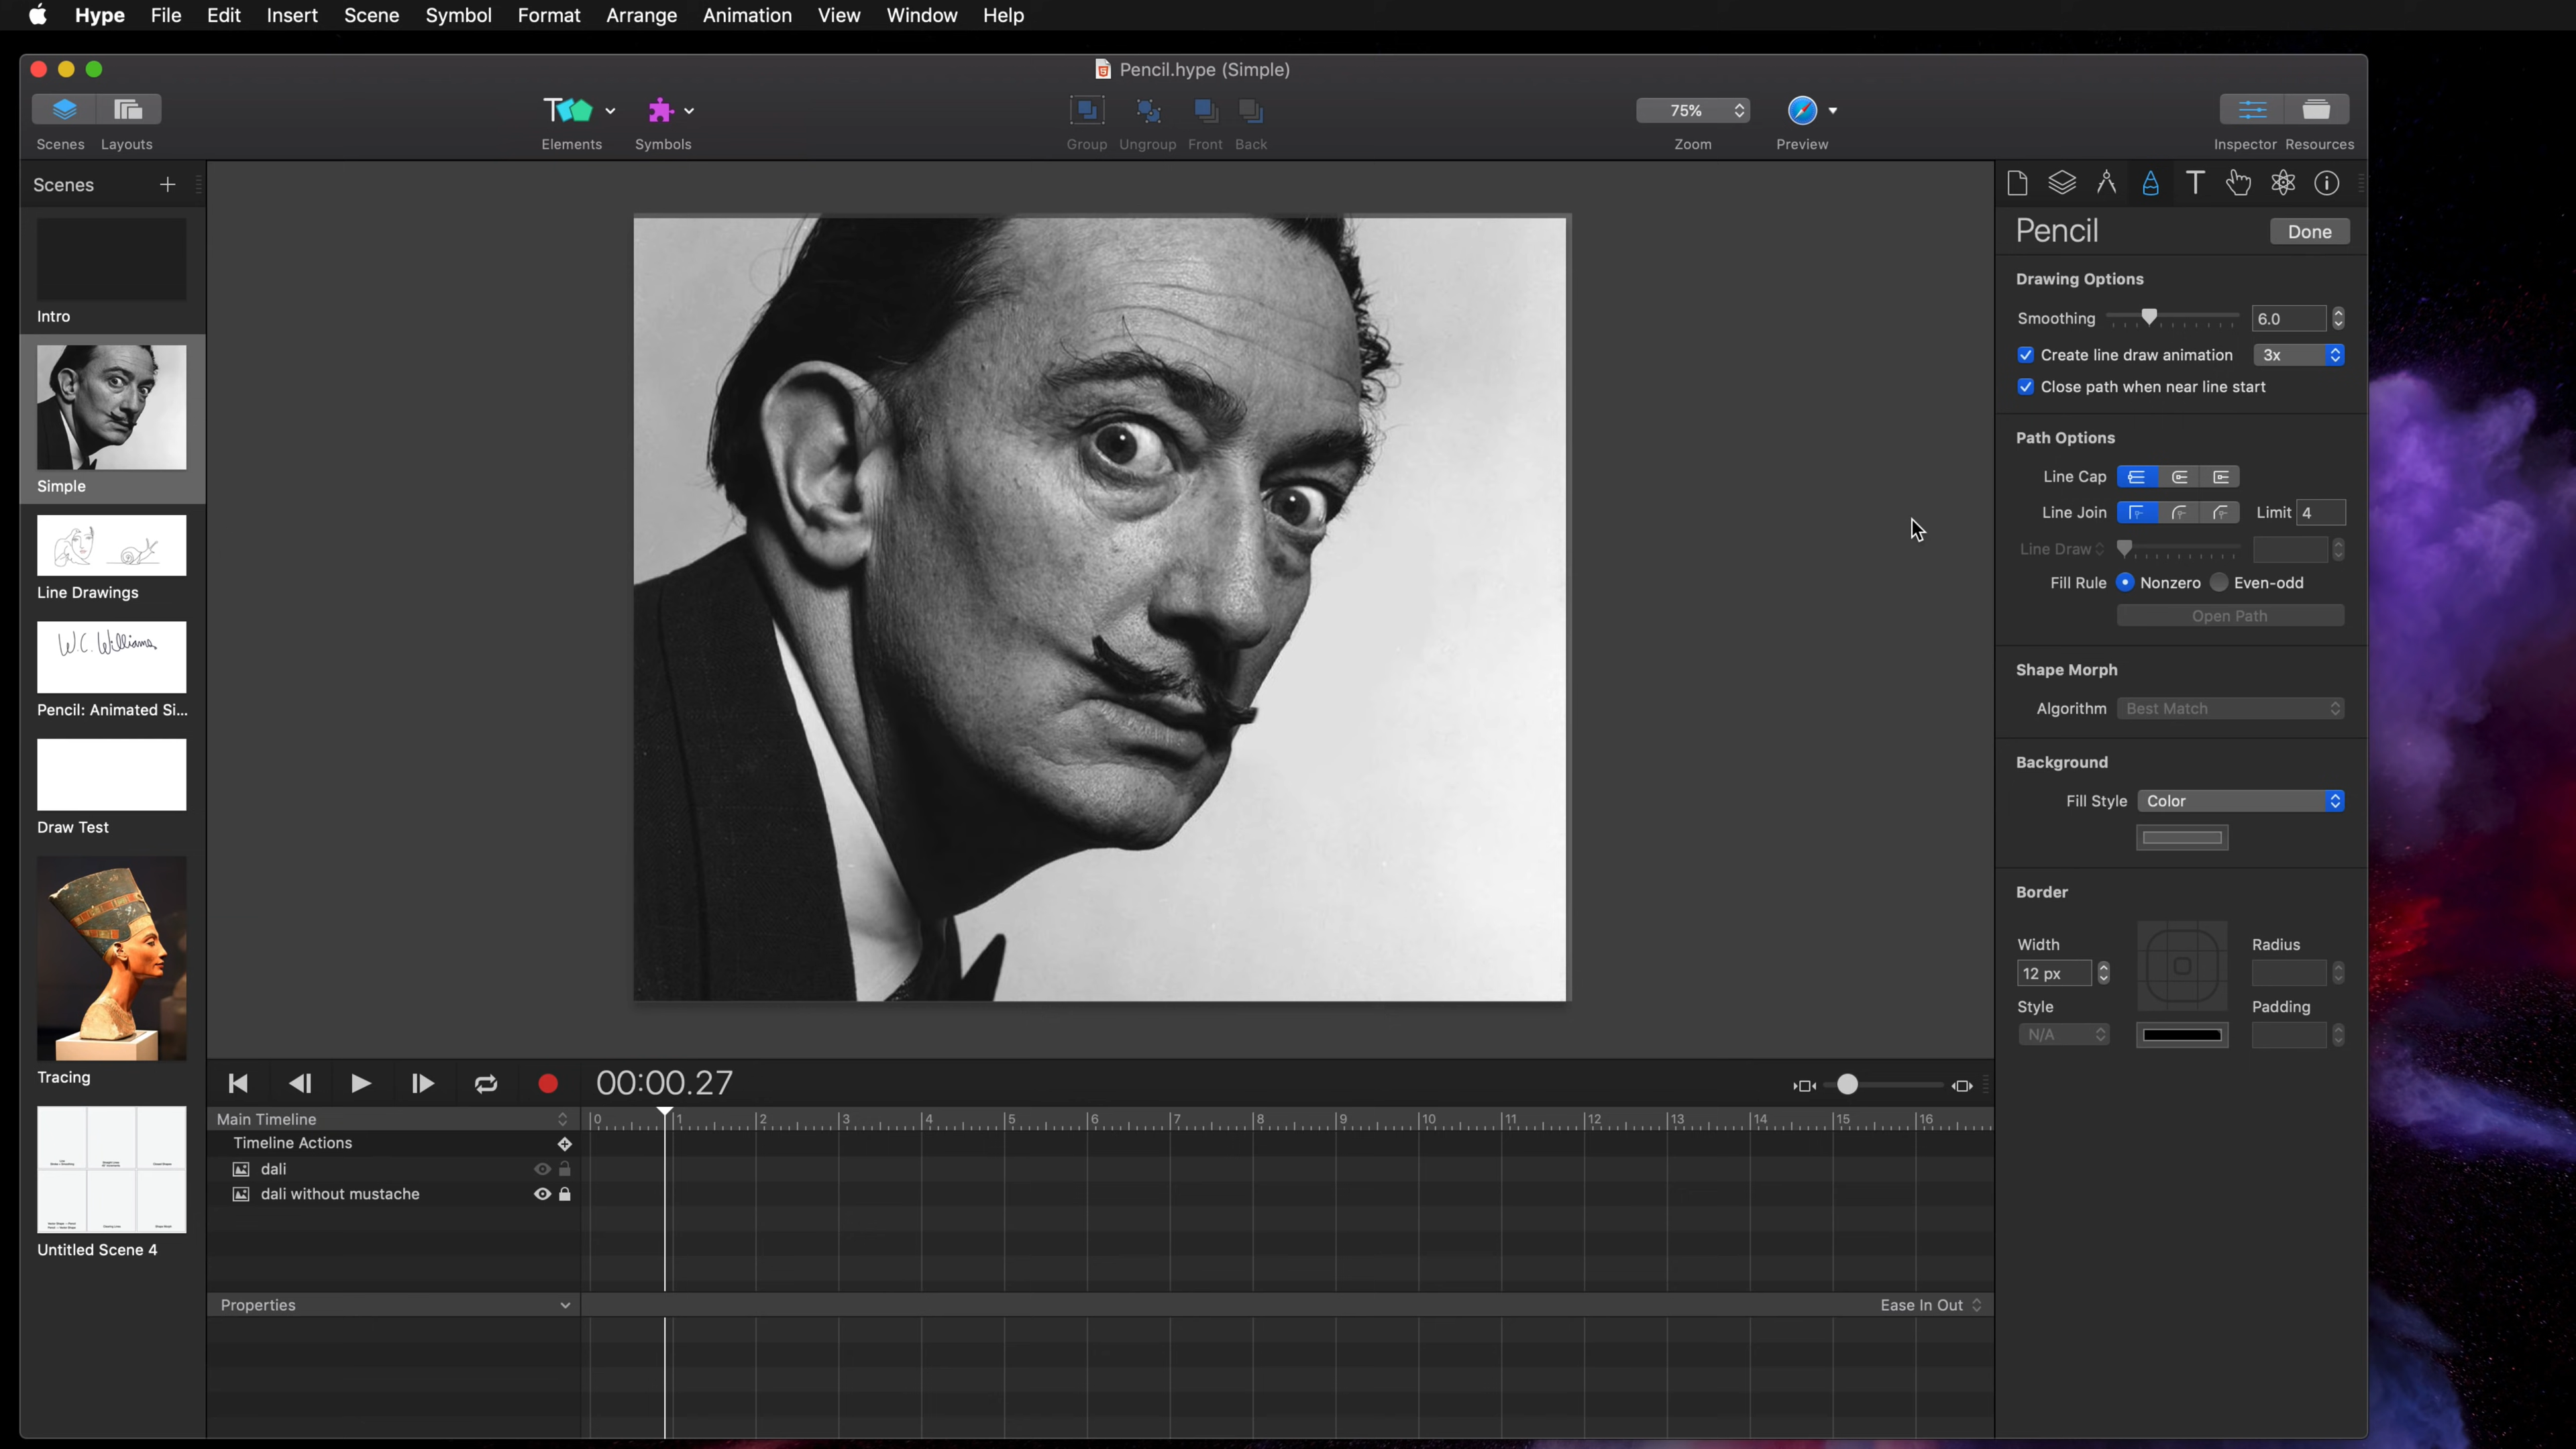 Hype File Edit Insert Scene Symbol Format Arrange Animation View Window Help
Pencil.hype (Simple)
75%
Scenes Layouts Elements Symbols Group Ungroup Front Back Zoom Preview Inspector Resources
Scenes
Intro
Simple
Line Drawings
W.C. Williams
Pencil: Animated Si...
Draw Test
Tracing
Untitled Scene 4
Pencil Done
Drawing Options
Smoothing 6.0
Create line draw animation 3x
Close path when near line start
Path Options
Line Cap
Line Join Limit 4
Line Draw
Fill Rule Nonzero Even-odd
Open Path
Shape Morph
Algorithm Best Match
Background
Fill Style Color
Border
Width Radius
12 px
Style Padding
N/A
00:00.27
Main Timeline 0 1 2 3 4 5 6 7 8 9 10 11 12 13 14 15 16
Timeline Actions
dali
dali without mustache
Properties Ease In Out